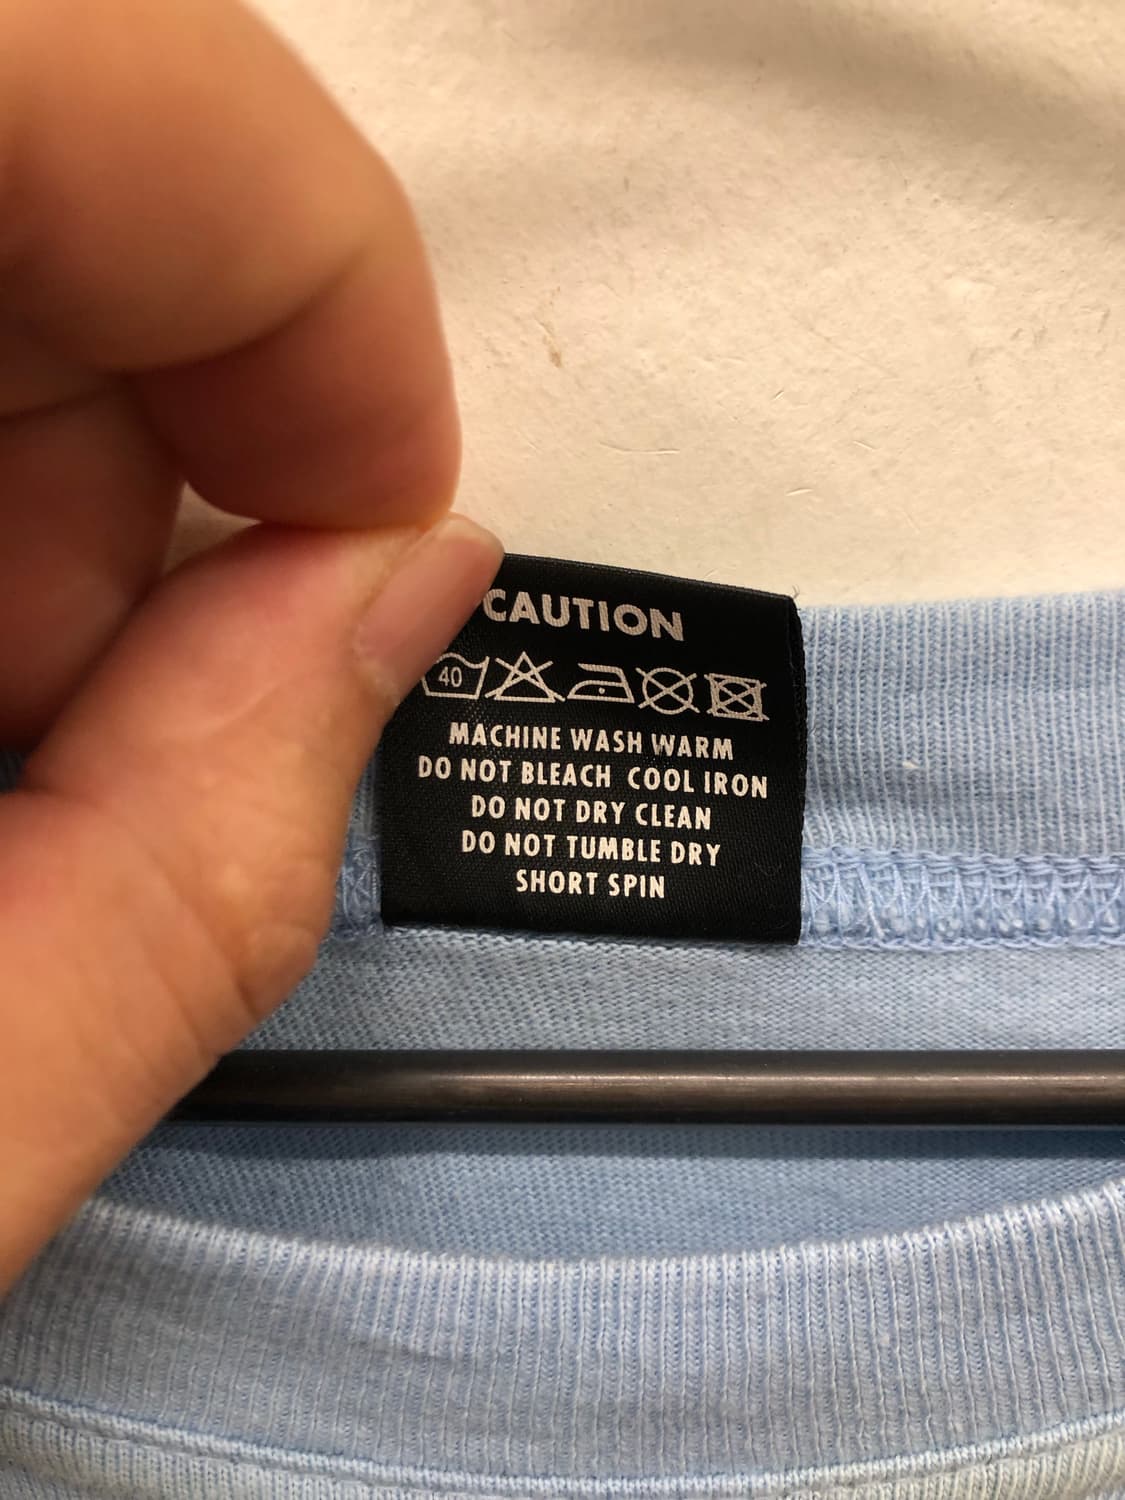 CAUTION
40
MACHINE WASH WARM
DO NOT BLEACH COOL IRON
DO NOT DRY CLEAN
DO NOT TUMBLE DRY
SHORT SPIN